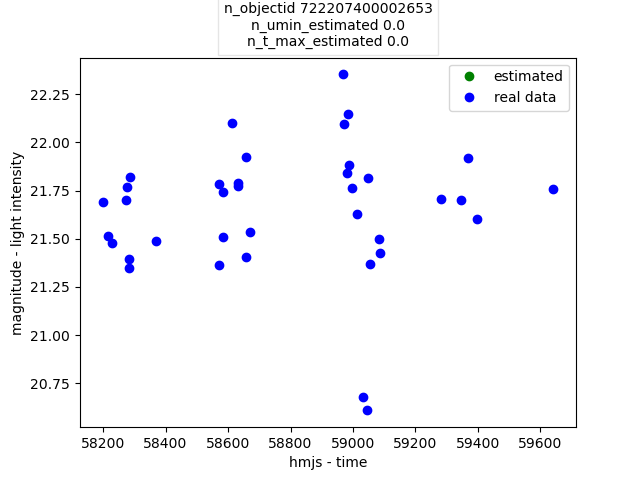 n_objectid 722207400002653
n_umin_estimated 0.0
n_t_max_estimated 0.0
estimated
real data
22.25
22.00
21.75
21.50
21.25
21.00
20.75
magnitude - light intensity
58200 58400 58600 58800 59000 59200 59400 59600
hmjs - time